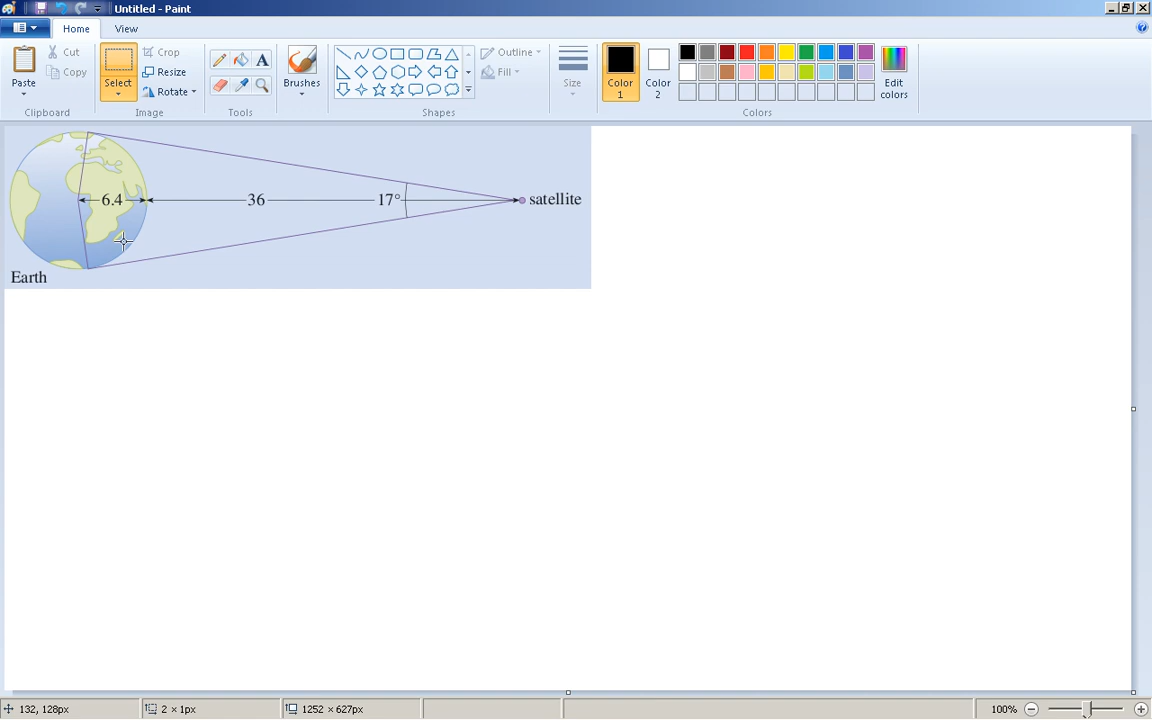 Untitled - Paint
Home View
Paste
Cut
Copy
Clipboard
Select
Crop
Resize
Rotate
Image
A
Tools
Brushes
Shapes
Outline
Fill
Size
Color 1
Color 2
Edit colors
Colors
6.4 36 17° satellite
Earth
132, 128px 2 × 1px 1252 × 627px 100%